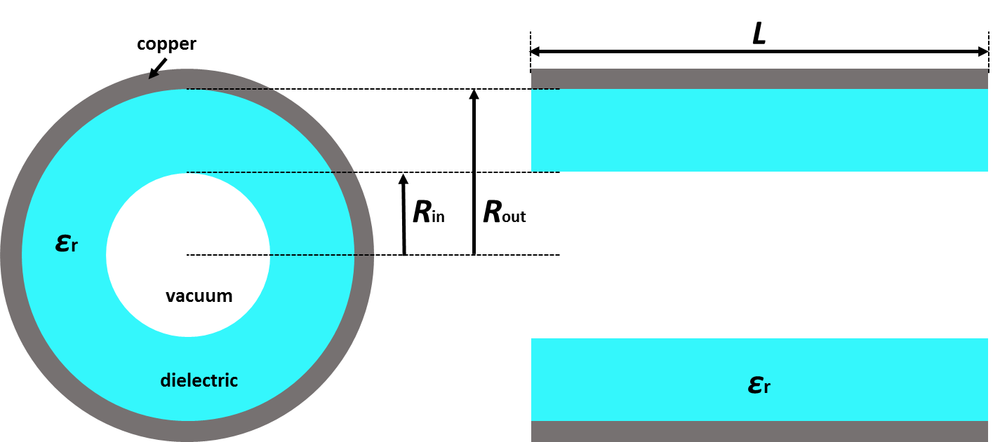 copper
L
Rin
Rout
εr
vacuum
dielectric
εr